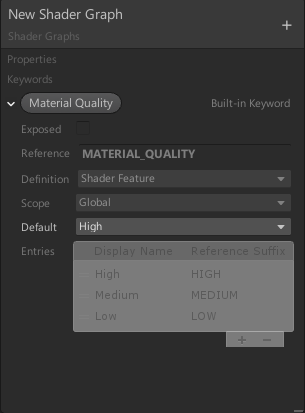 New Shader Graph
Shader Graphs
Properties
Keywords
Material Quality Built-in Keyword
Exposed
Reference MATERIAL_QUALITY
Definition Shader Feature
Scope Global
Default High
Entries Display Name Reference Suffix
High HIGH
Medium MEDIUM
Low LOW